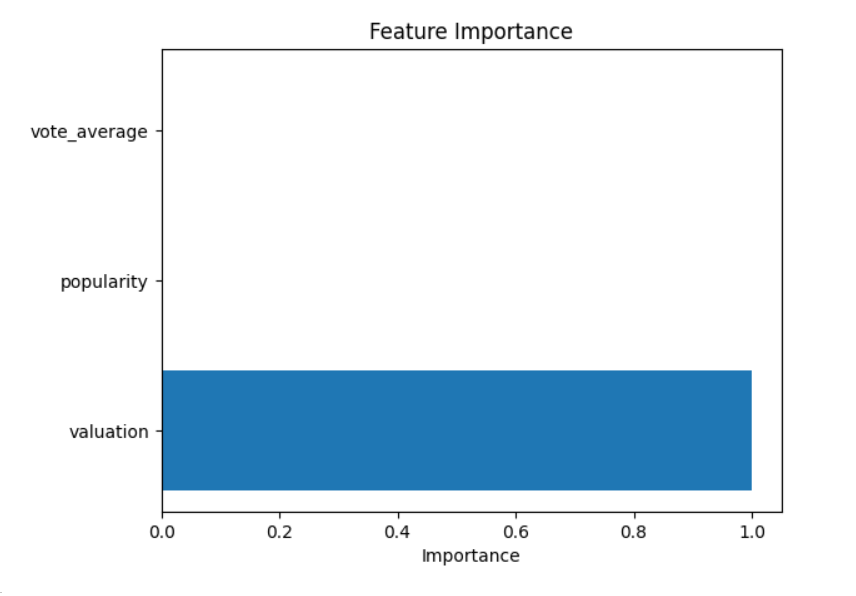 Feature Importance
vote_average
popularity
valuation
0.0 0.2 0.4 0.6 0.8 1.0
Importance